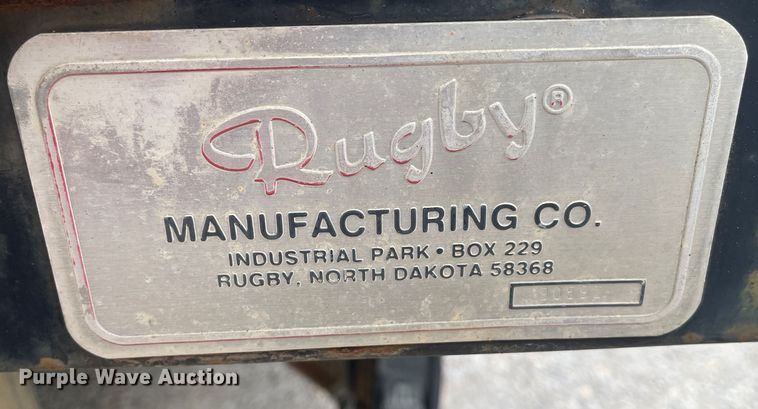 Rugby®
MANUFACTURING CO.
INDUSTRIAL PARK • BOX 229
RUGBY, NORTH DAKOTA 58368
Purple Wave Auction